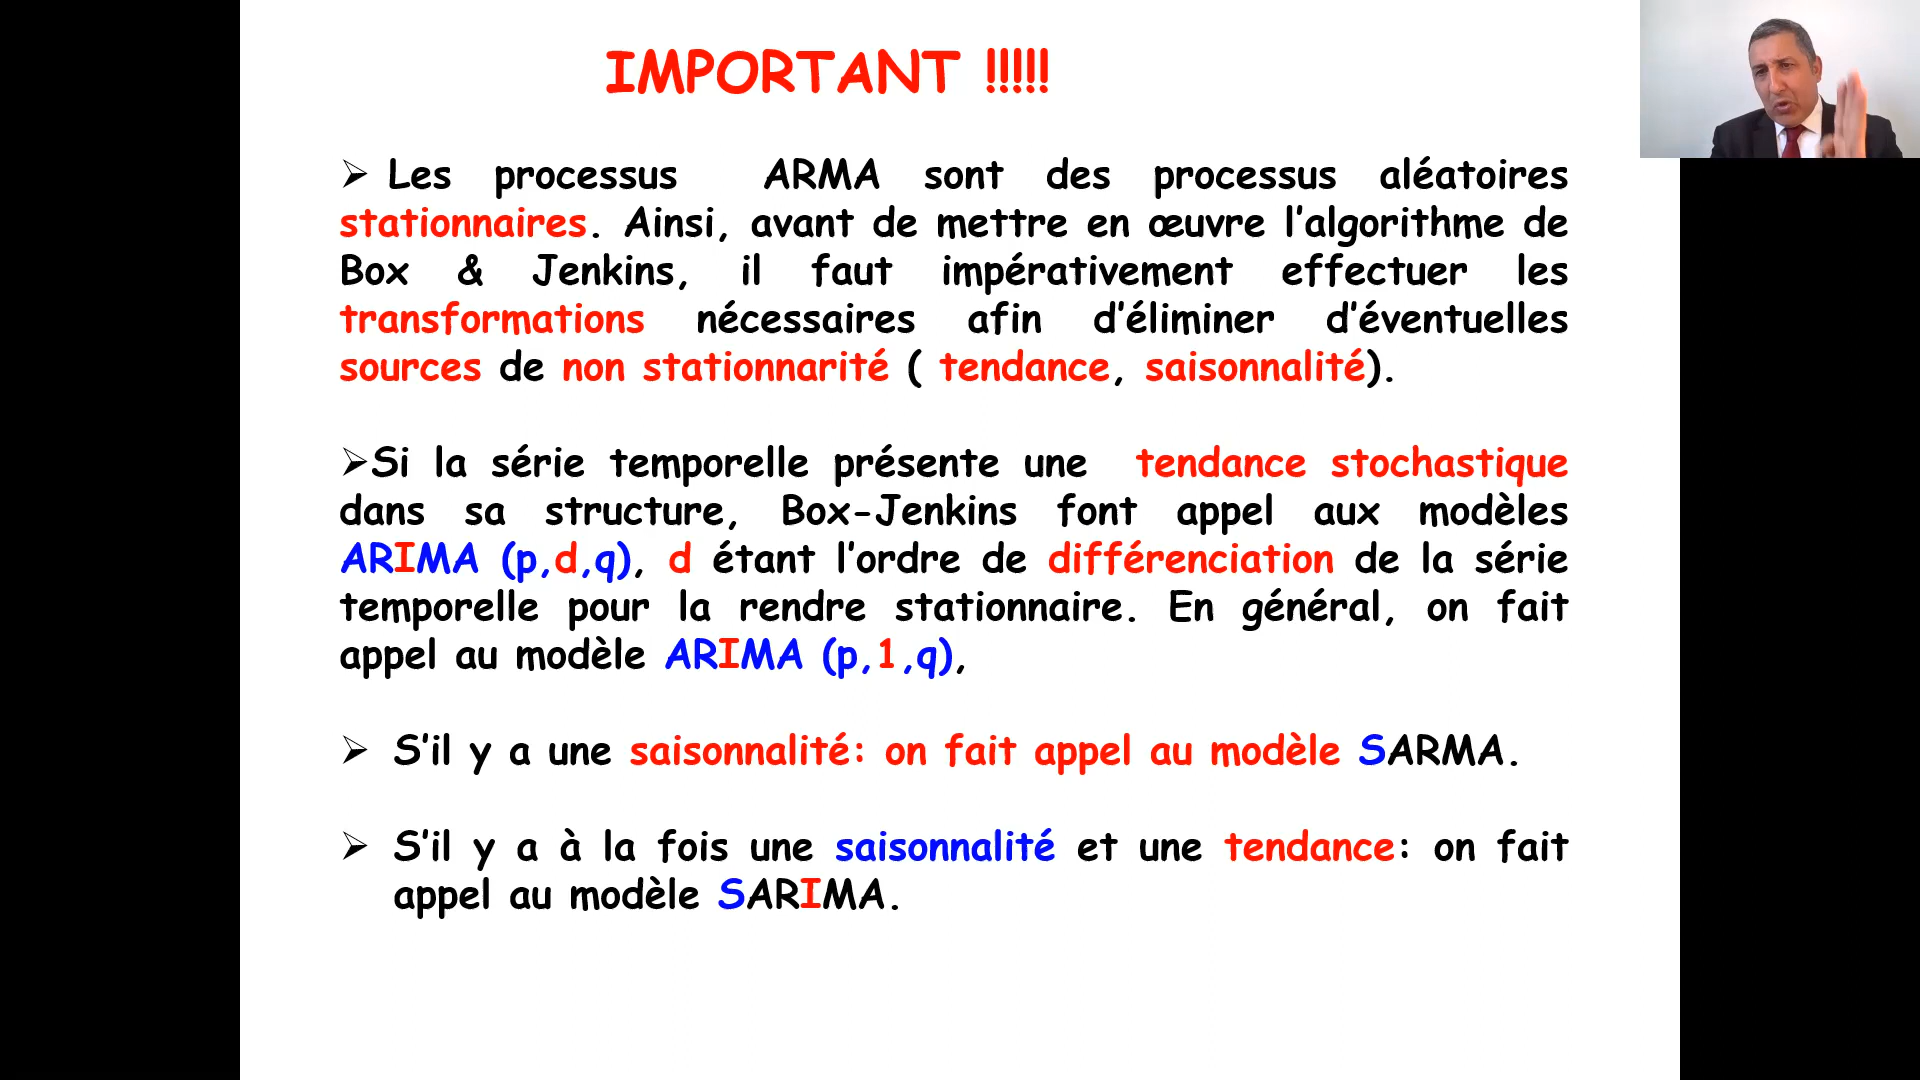 IMPORTANT !!!!!
➢ Les processus ARMA sont des processus aléatoires
stationnaires. Ainsi, avant de mettre en œuvre l’algorithme de
Box & Jenkins, il faut impérativement effectuer les
transformations nécessaires afin d’éliminer d’éventuelles
sources de non stationnarité ( tendance, saisonnalité).
➢Si la série temporelle présente une tendance stochastique
dans sa structure, Box-Jenkins font appel aux modèles
ARIMA (p,d,q), d étant l’ordre de différenciation de la série
temporelle pour la rendre stationnaire. En général, on fait
appel au modèle ARIMA (p,1,q),
➢ S’il y a une saisonnalité: on fait appel au modèle SARMA.
➢ S’il y a à la fois une saisonnalité et une tendance: on fait
appel au modèle SARIMA.